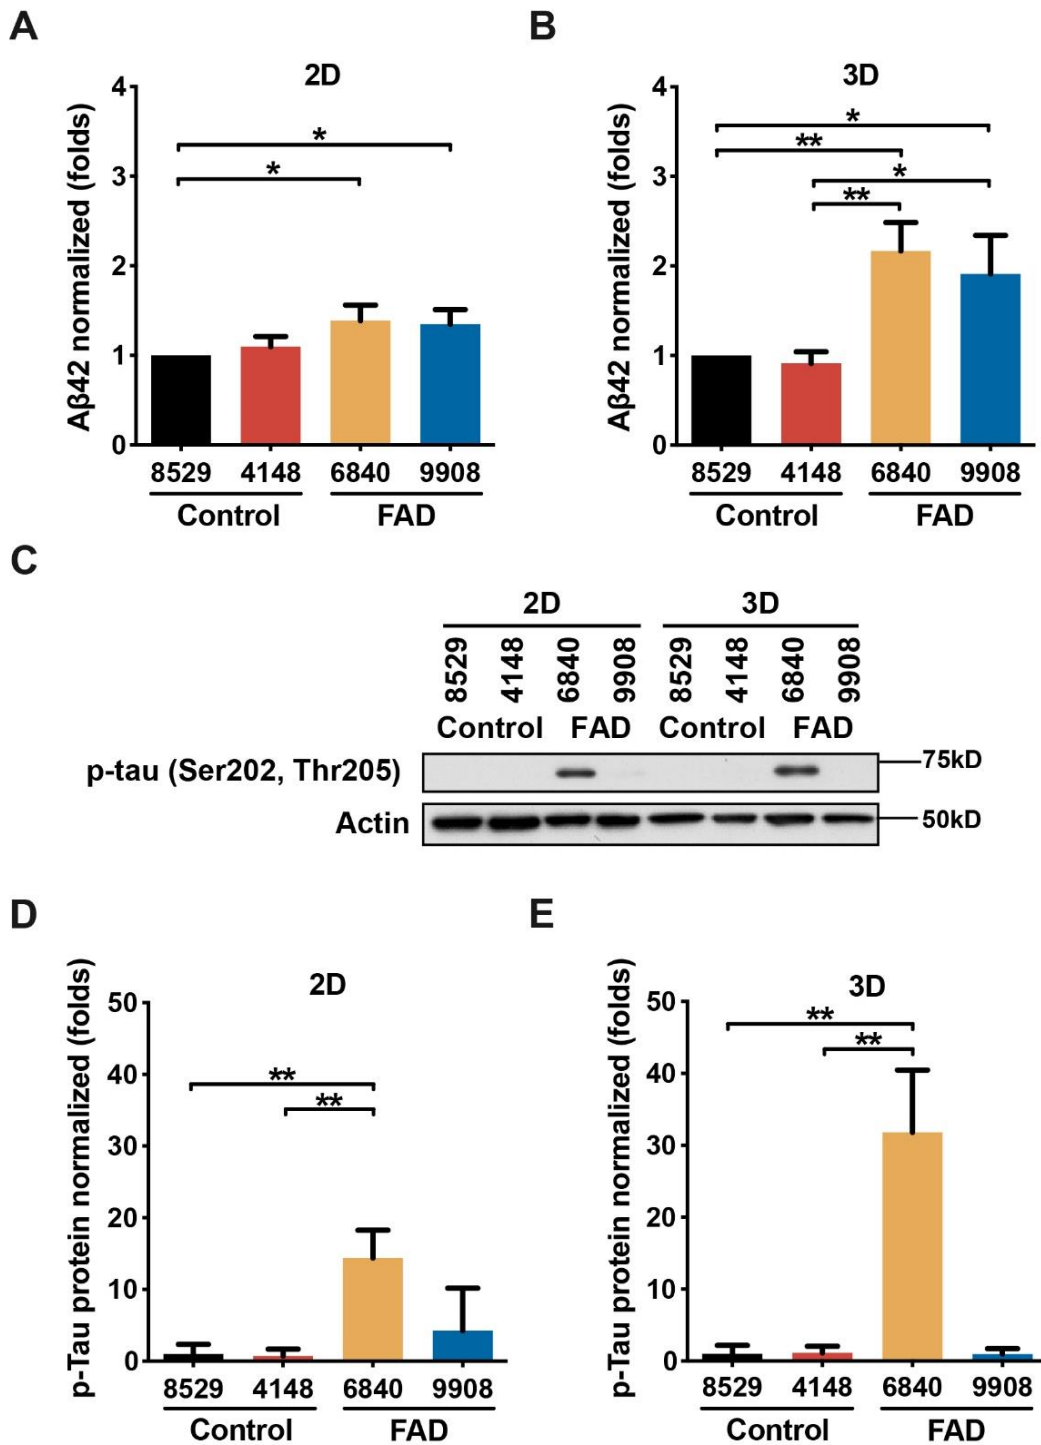 A
2D
Aβ42 normalized (folds)
4
3
2
1
0
*
*
8529 4148 6840 9908
Control FAD
B
3D
Aβ42 normalized (folds)
4
3
2
1
0
*
**
*
**
8529 4148 6840 9908
Control FAD
C
2D 3D
8529 4148 6840 9908 8529 4148 6840 9908
Control FAD Control FAD
p-tau (Ser202, Thr205) 75kD
Actin 50kD
D
2D
p-Tau protein normalized (folds)
50
40
30
20
10
0
**
**
8529 4148 6840 9908
Control FAD
E
3D
p-Tau protein normalized (folds)
50
40
30
20
10
0
**
**
8529 4148 6840 9908
Control FAD